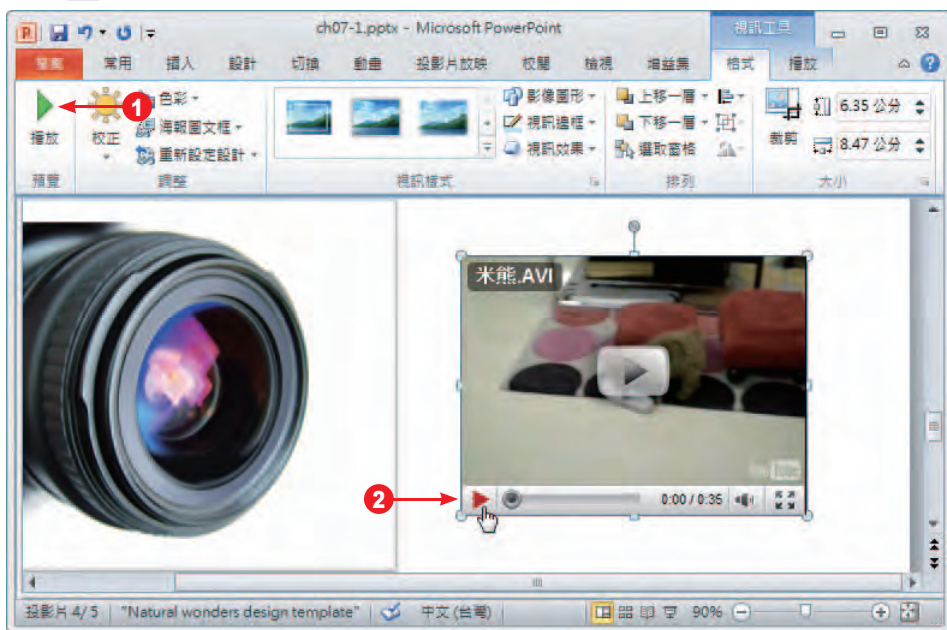 ch07-1.pptx - Microsoft PowerPoint
視訊工具
檔案 常用 插入 設計 切換 動畫 投影片放映 校閱 檢視 增益集 格式 播放
1
播放
校正
色彩
海報圖文框
重新設定設計
影像圖形
視訊邊框
視訊效果
上移一層
下移一層
選取窗格
裁剪
6.35 公分
8.47 公分
預覽 調整 視訊樣式 排列 大小
米熊.AVI
2
0:00 / 0:35
投影片 4/ 5 "Natural wonders design template" 中文 (台灣) 90%